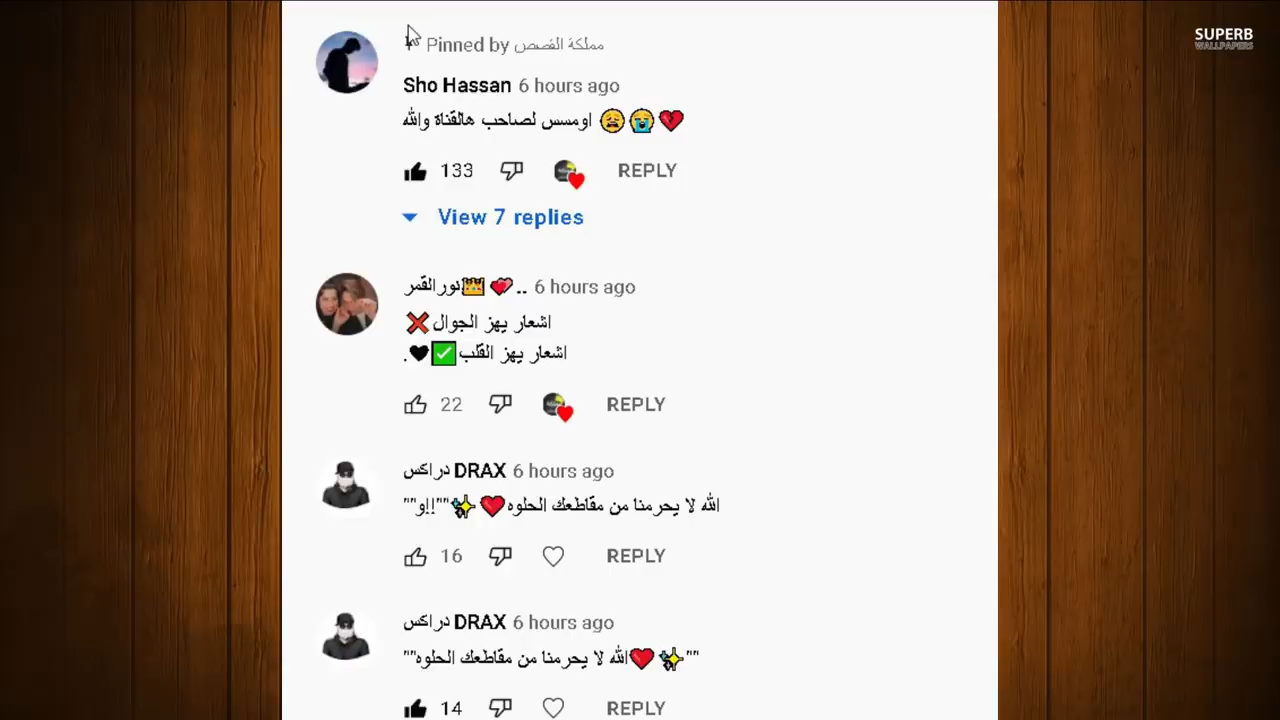 SUPERB
WALLPAPERS
Pinned by مملكة القصص
Sho Hassan 6 hours ago
اومسس لصاحب هالقناة والله 😩😭💔
133 REPLY
View 7 replies
نورالقمر👑💕.. 6 hours ago
اشعار يهز الجوال❌
اشعار يهز القلب✅🖤.
22 REPLY
دراكس DRAX 6 hours ago
الله لا يحرمنا من مقاطعك الحلوه❤️✨""!!و""
16 REPLY
دراكس DRAX 6 hours ago
""✨❤️الله لا يحرمنا من مقاطعك الحلوه""
14 REPLY